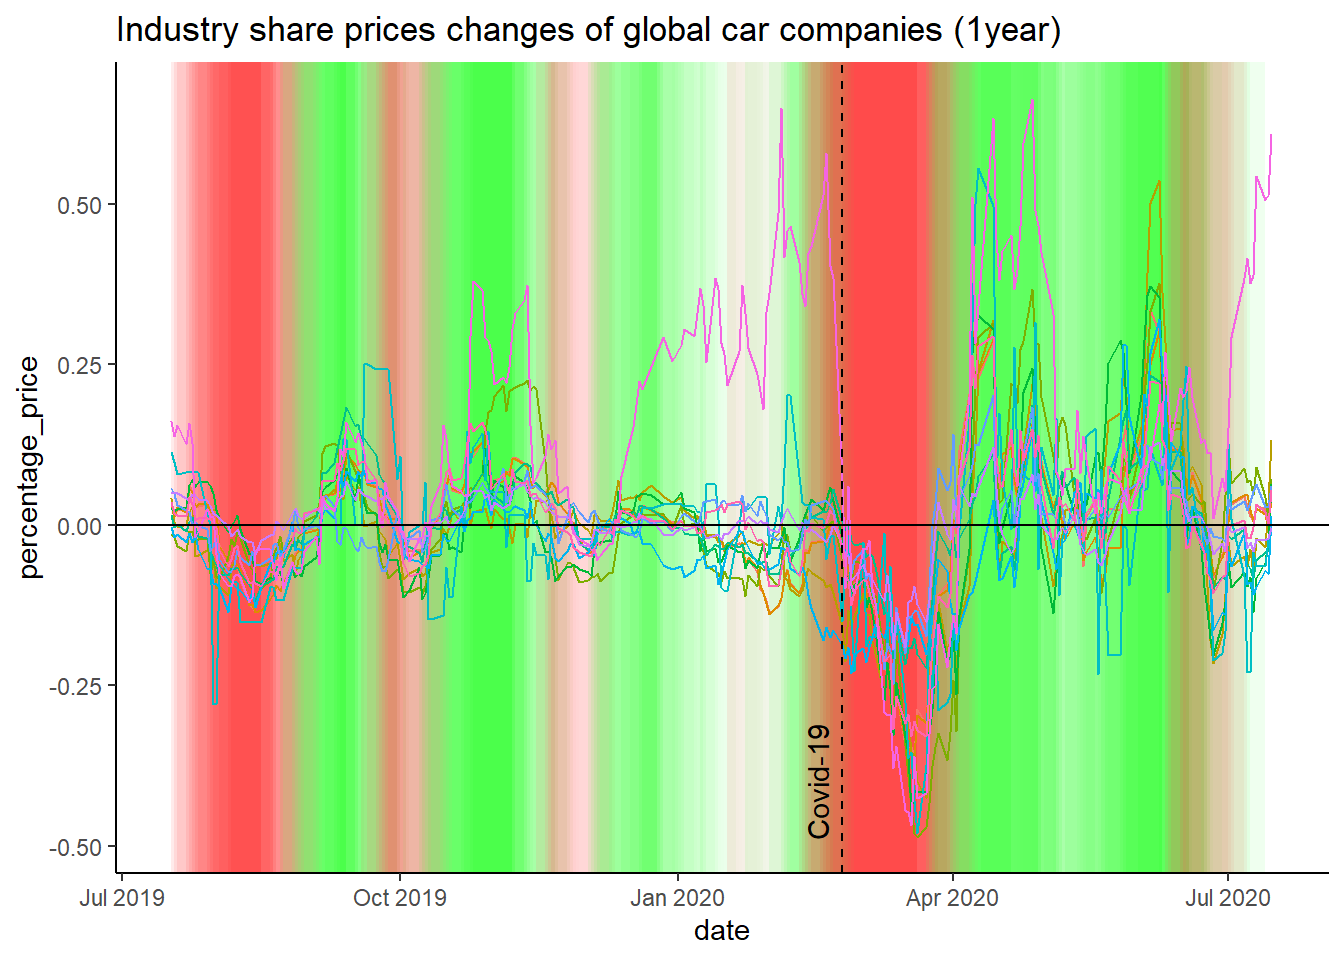 Industry share prices changes of global car companies (1year)
percentage_price
0.50
0.25
0.00
-0.25
-0.50
Covid-19
Jul 2019
Oct 2019
Jan 2020
Apr 2020
Jul 2020
date